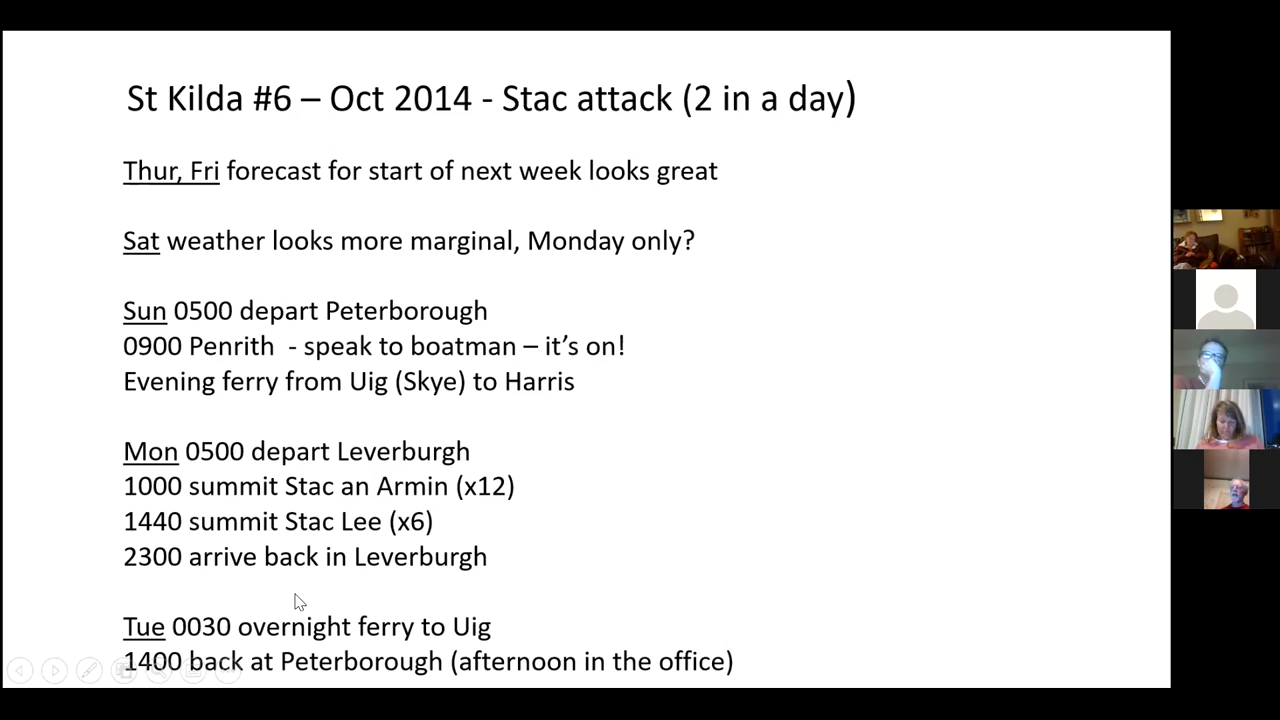 St Kilda #6 – Oct 2014 - Stac attack (2 in a day)
Thur, Fri forecast for start of next week looks great
Sat weather looks more marginal, Monday only?
Sun 0500 depart Peterborough
0900 Penrith  - speak to boatman – it’s on!
Evening ferry from Uig (Skye) to Harris
Mon 0500 depart Leverburgh
1000 summit Stac an Armin (x12)
1440 summit Stac Lee (x6)
2300 arrive back in Leverburgh
Tue 0030 overnight ferry to Uig
1400 back at Peterborough (afternoon in the office)